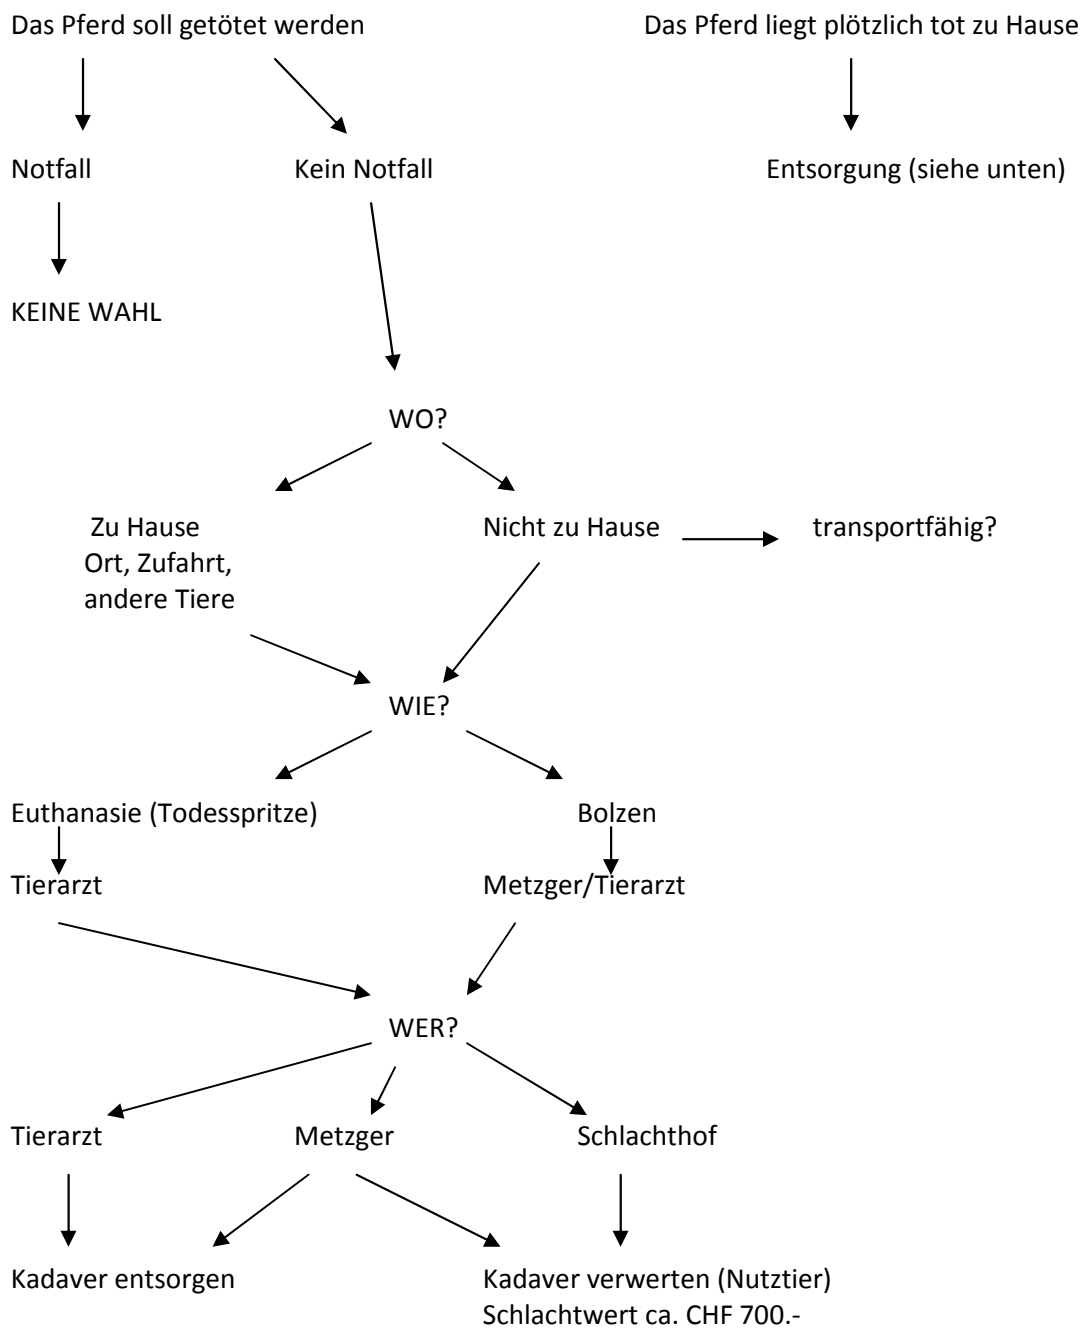 Das Pferd soll getötet werden
Das Pferd liegt plötzlich tot zu Hause
Notfall
Kein Notfall
Entsorgung (siehe unten)
KEINE WAHL
WO?
Zu Hause
Ort, Zufahrt,
andere Tiere
Nicht zu Hause
transportfähig?
WIE?
Euthanasie (Todesspritze)
Bolzen
Tierarzt
Metzger/Tierarzt
WER?
Tierarzt
Metzger
Schlachthof
Kadaver entsorgen
Kadaver verwerten (Nutztier)
Schlachtwert ca. CHF 700.-